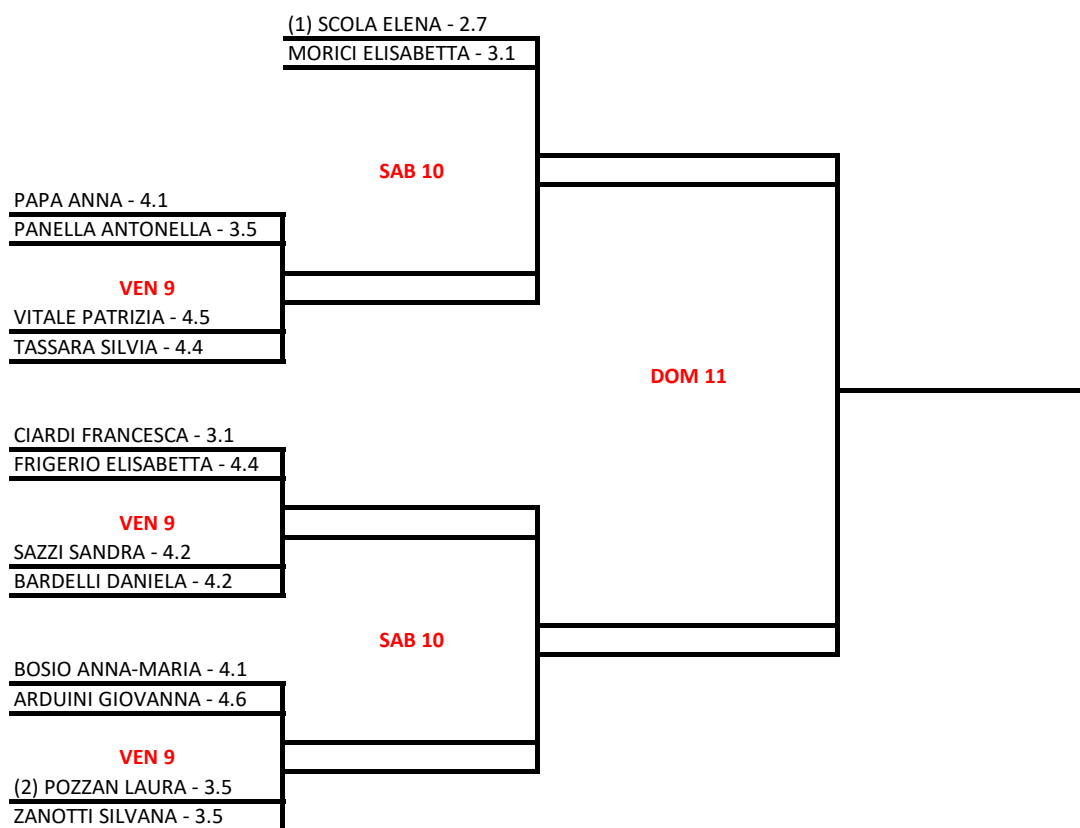 (1) SCOLA ELENA - 2.7
MORICI ELISABETTA - 3.1
SAB 10
PAPA ANNA - 4.1
PANELLA ANTONELLA - 3.5
VEN 9
VITALE PATRIZIA - 4.5
TASSARA SILVIA - 4.4
DOM 11
CIARDI FRANCESCA - 3.1
FRIGERIO ELISABETTA - 4.4
VEN 9
SAZZI SANDRA - 4.2
BARDELLI DANIELA - 4.2
SAB 10
BOSIO ANNA-MARIA - 4.1
ARDUINI GIOVANNA - 4.6
VEN 9
(2) POZZAN LAURA - 3.5
ZANOTTI SILVANA - 3.5